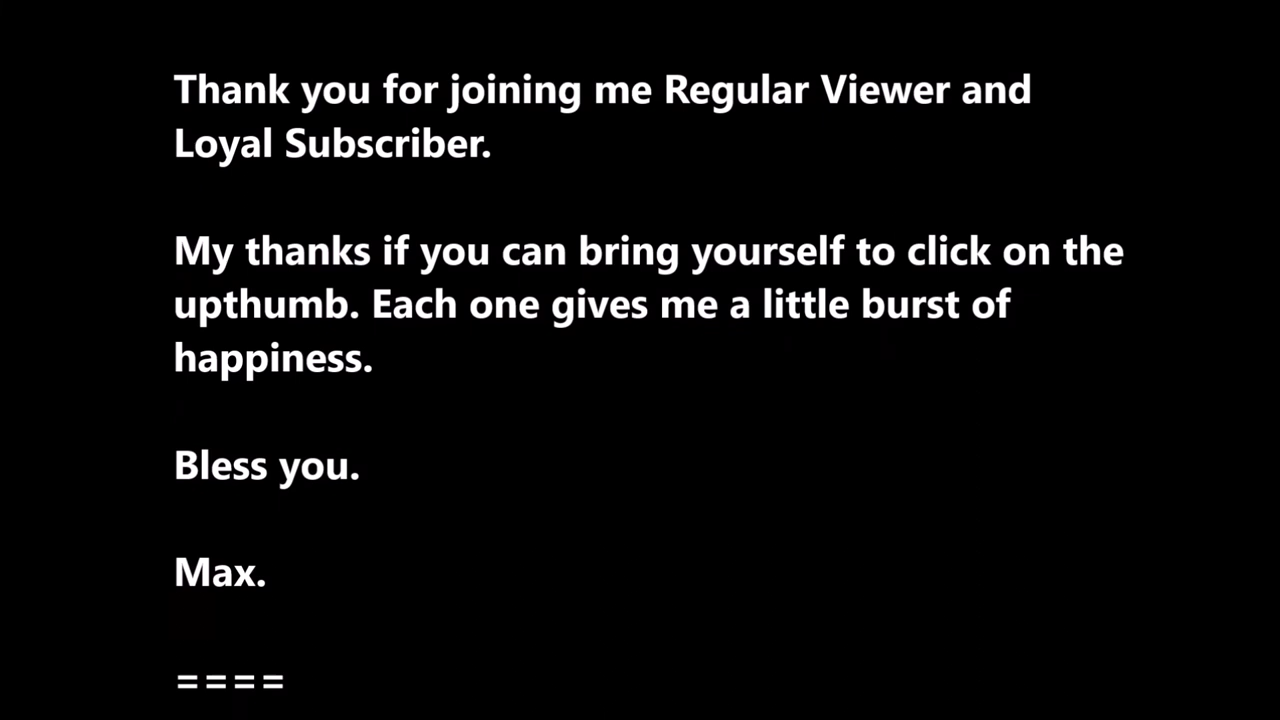 Thank you for joining me Regular Viewer and
Loyal Subscriber.
My thanks if you can bring yourself to click on the
upthumb. Each one gives me a little burst of
happiness.
Bless you.
Max.
====